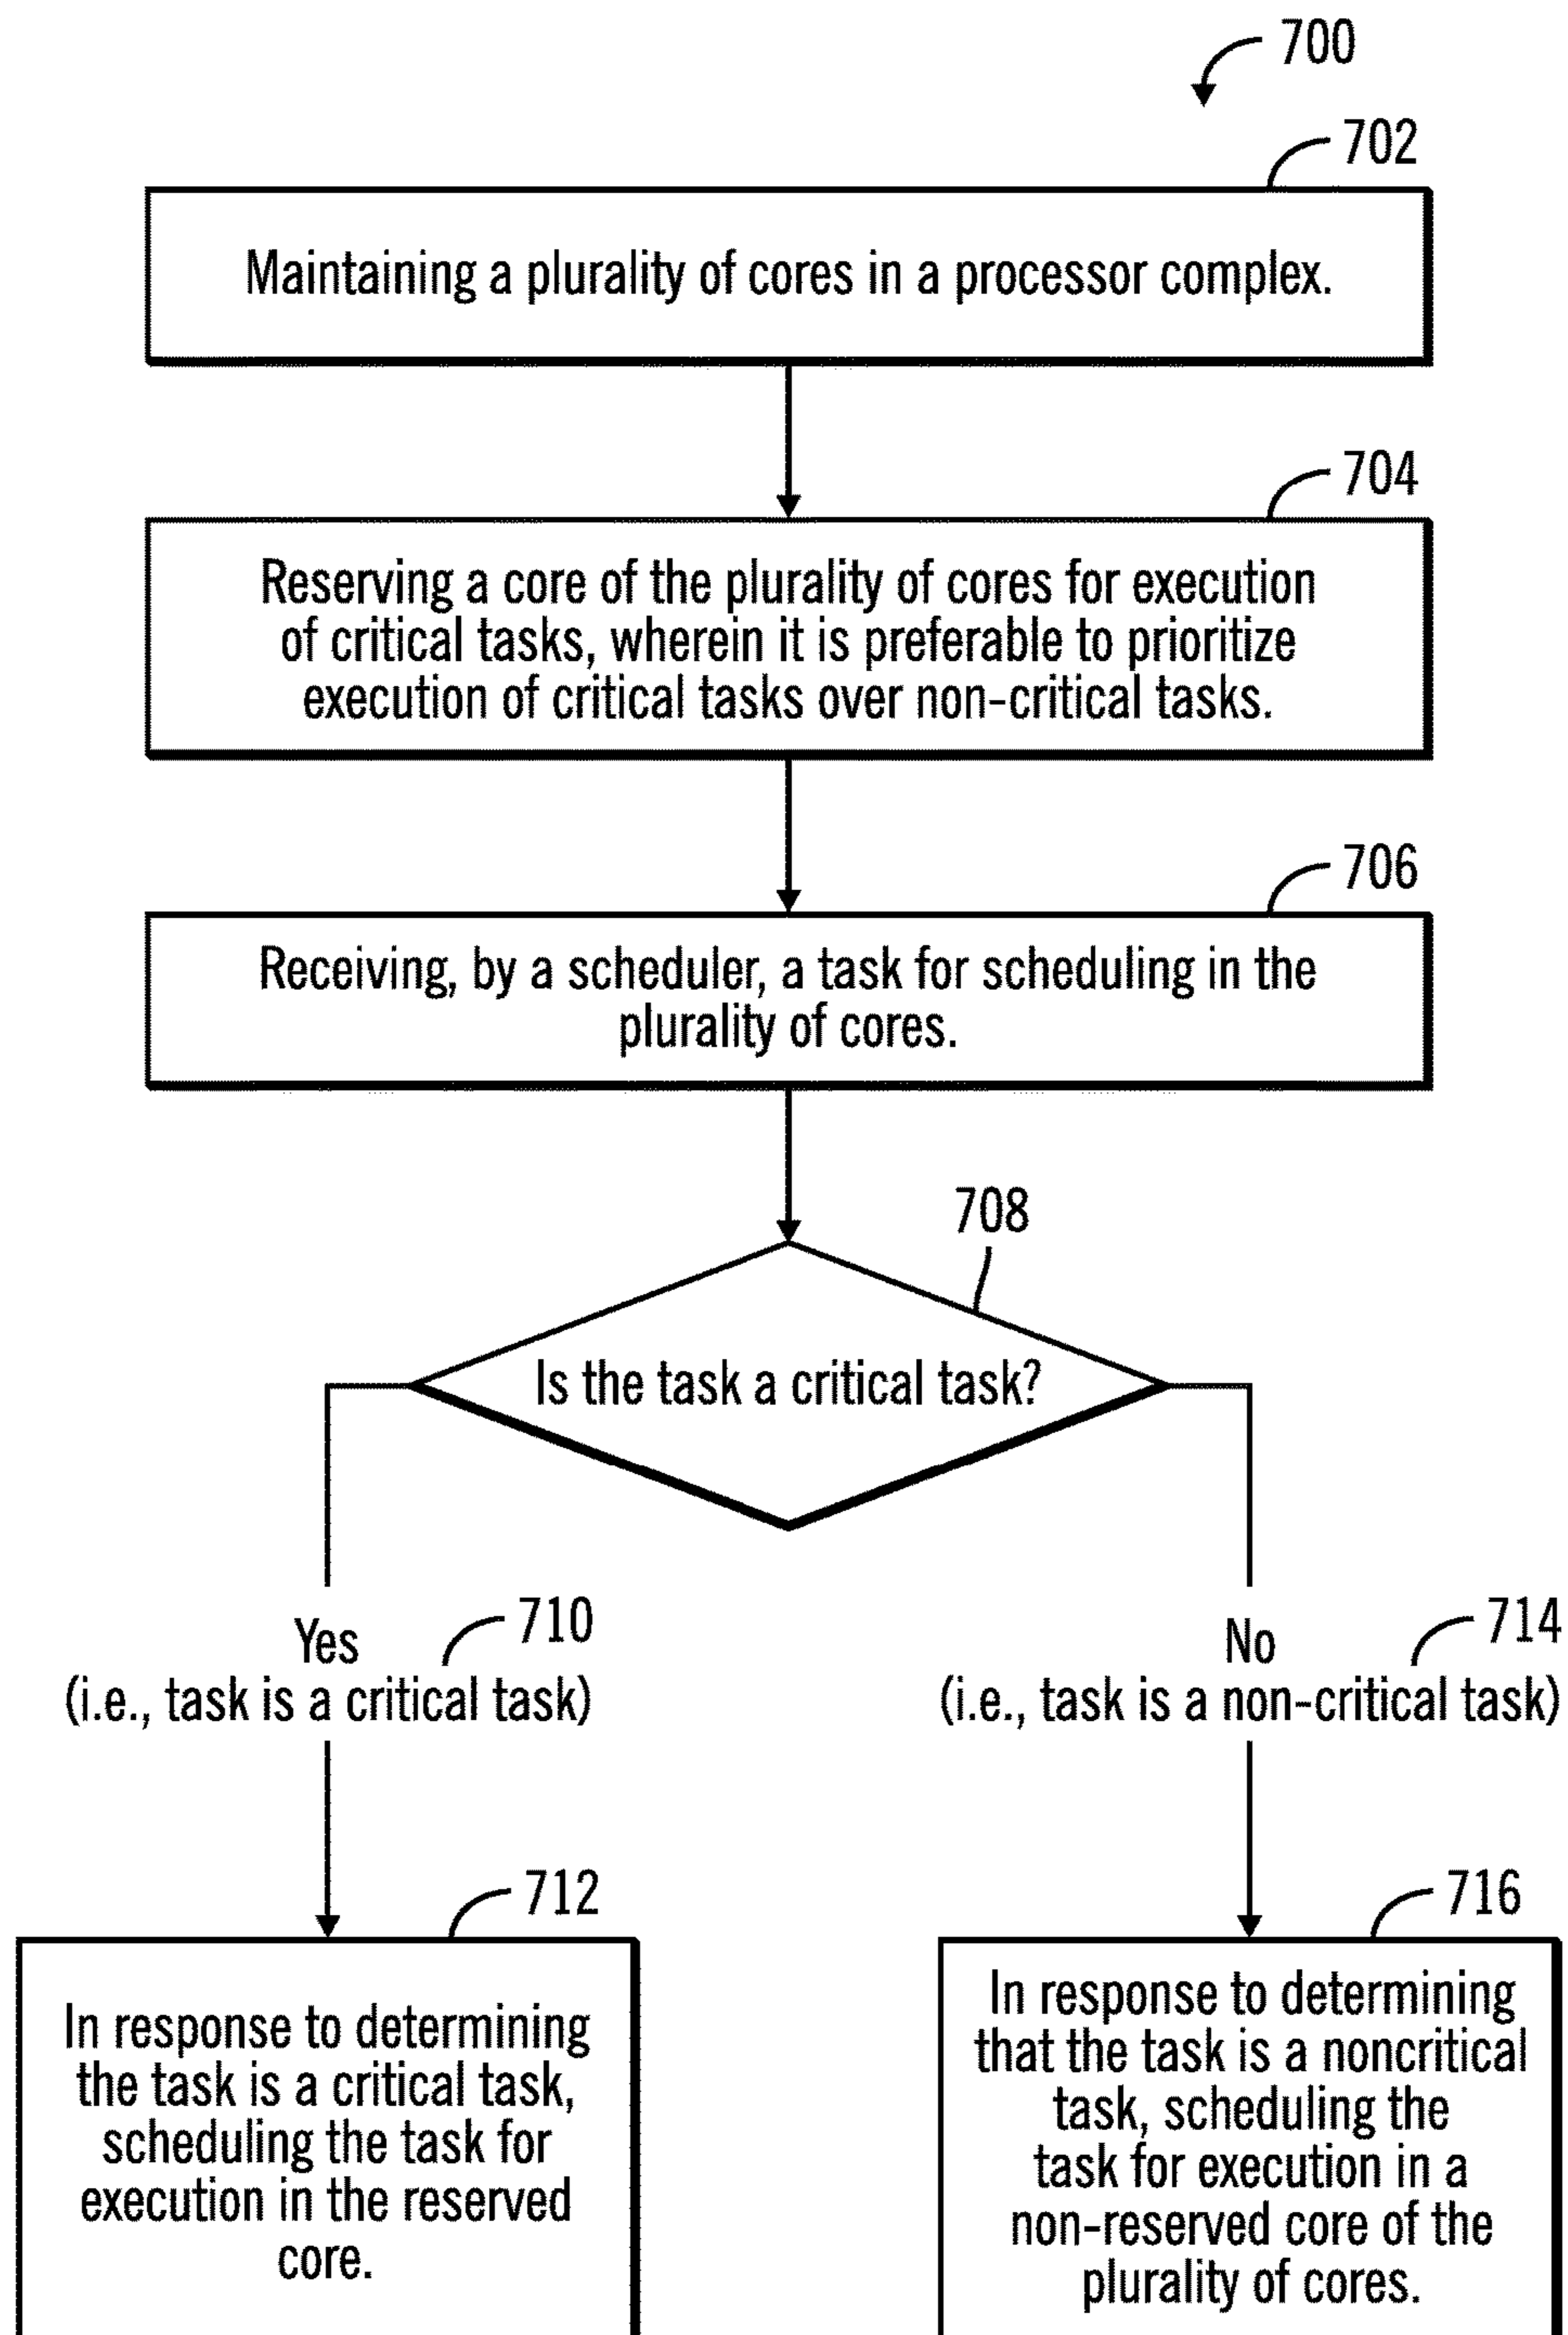 700
702
Maintaining a plurality of cores in a processor complex.
704
Reserving a core of the plurality of cores for execution
of critical tasks, wherein it is preferable to prioritize
execution of critical tasks over non-critical tasks.
706
Receiving, by a scheduler, a task for scheduling in the
plurality of cores.
708
Is the task a critical task?
710
Yes
(i.e., task is a critical task)
714
No
(i.e., task is a non-critical task)
712
In response to determining
the task is a critical task,
scheduling the task for
execution in the reserved
core.
716
In response to determining
that the task is a noncritical
task, scheduling the
task for execution in a
non-reserved core of the
plurality of cores.